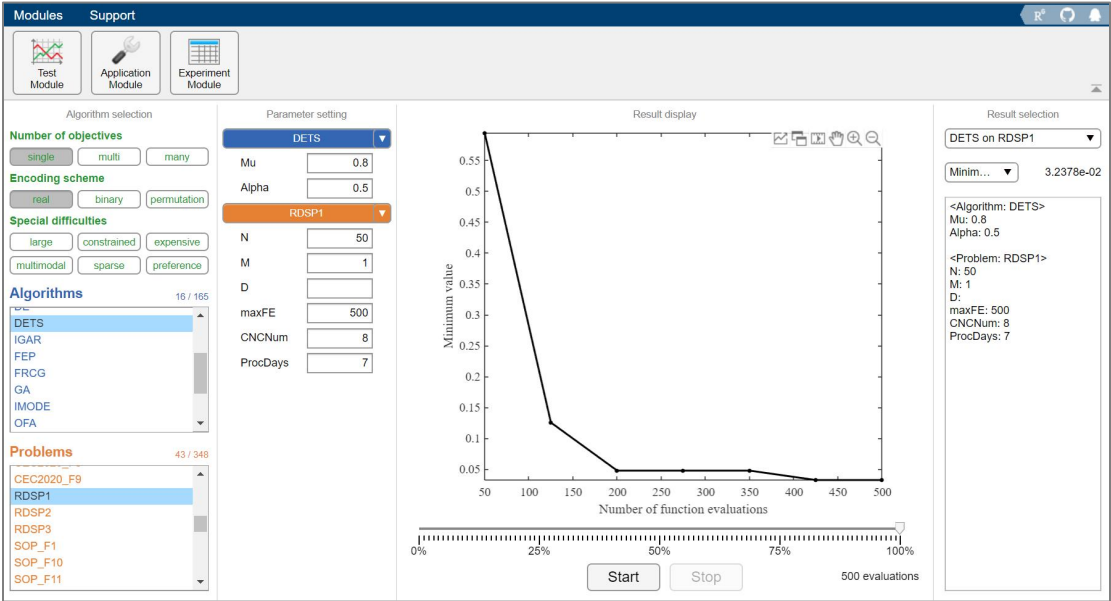 Modules Support
Test Module
Application Module
Experiment Module
Algorithm selection
Number of objectives
single multi many
Encoding scheme
real binary permutation
Special difficulties
large constrained expensive
multimodal sparse preference
Algorithms 16 / 165
DETS
IGAR
FEP
FRCG
GA
IMODE
OFA
Problems 43 / 348
CEC2020_F9
RDSP1
RDSP2
RDSP3
SOP_F1
SOP_F10
SOP_F11
Parameter setting
DETS
Mu 0.8
Alpha 0.5
RDSP1
N 50
M 1
D
maxFE 500
CNCNum 8
ProcDays 7
Result display
Minimum value
0.55
0.5
0.45
0.4
0.35
0.3
0.25
0.2
0.15
0.1
0.05
50 100 150 200 250 300 350 400 450 500
Number of function evaluations
0% 25% 50% 75% 100%
Start Stop 500 evaluations
Result selection
DETS on RDSP1
Minim... 3.2378e-02
<Algorithm: DETS>
Mu: 0.8
Alpha: 0.5
<Problem: RDSP1>
N: 50
M: 1
D:
maxFE: 500
CNCNum: 8
ProcDays: 7